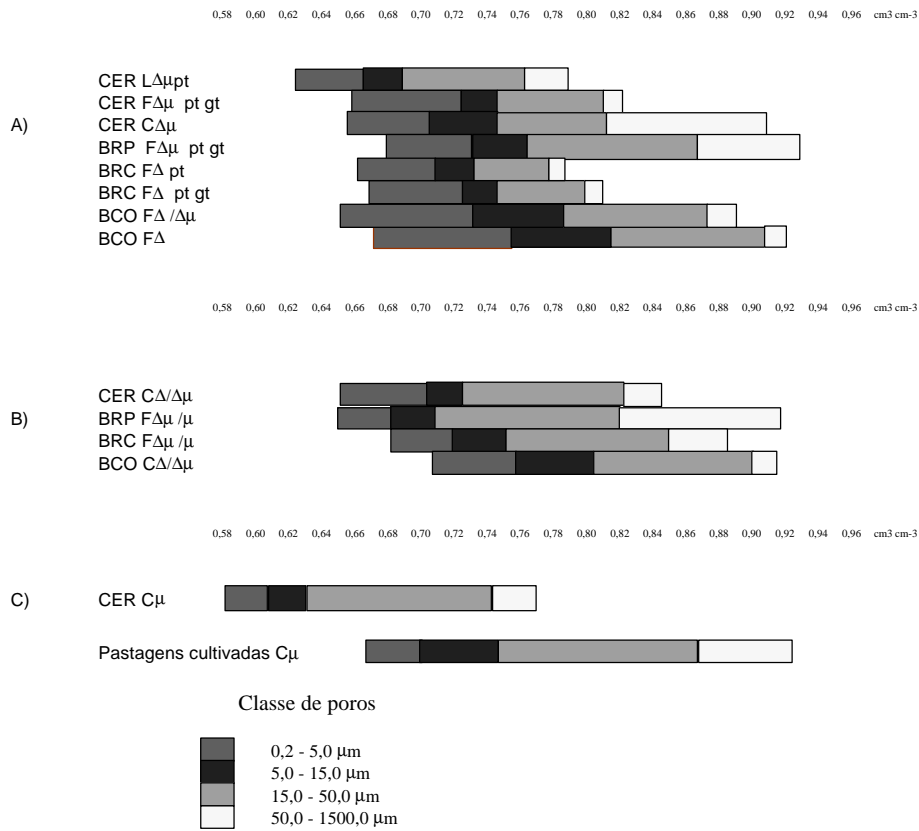 0,58 0,60 0,62 0,64 0,66 0,68 0,70 0,72 0,74 0,76 0,78 0,80 0,82 0,84 0,86 0,88 0,90 0,92 0,94 0,96 cm3 cm-3
CER LΔμpt
CER FΔμ pt gt
A) CER CΔμ
BRP FΔμ pt gt
BRC FΔ pt
BRC FΔ pt gt
BCO FΔ /Δμ
BCO FΔ
0,58 0,60 0,62 0,64 0,66 0,68 0,70 0,72 0,74 0,76 0,78 0,80 0,82 0,84 0,86 0,88 0,90 0,92 0,94 0,96 cm3 cm-3
CER CΔ/Δμ
B) BRP FΔμ /μ
BRC FΔμ /μ
BCO CΔ/Δμ
0,58 0,60 0,62 0,64 0,66 0,68 0,70 0,72 0,74 0,76 0,78 0,80 0,82 0,84 0,86 0,88 0,90 0,92 0,94 0,96 cm3 cm-3
C) CER Cμ
Pastagens cultivadas Cμ
Classe de poros
0,2 - 5,0 μm
5,0 - 15,0 μm
15,0 - 50,0 μm
50,0 - 1500,0 μm